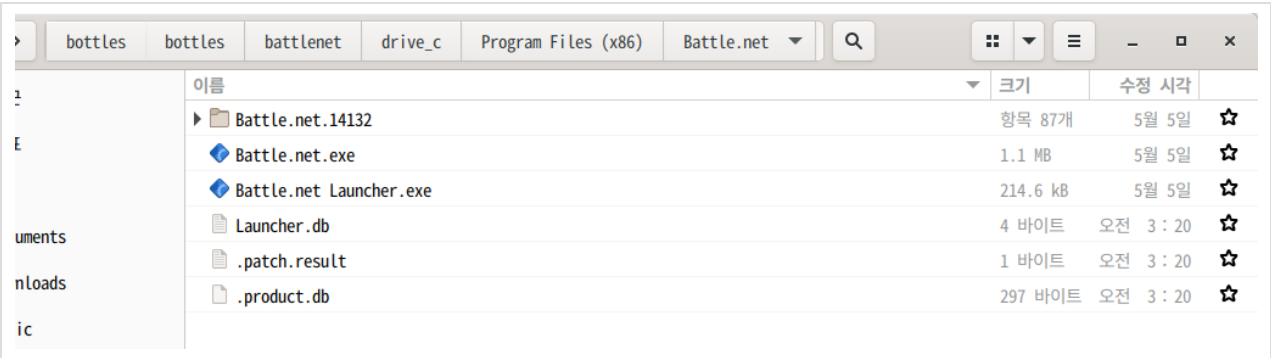 bottles bottles battlenet drive_c Program Files (x86) Battle.net
이름 크기 수정 시각
Battle.net.14132 항목 87개 5월 5일
Battle.net.exe 1.1 MB 5월 5일
Battle.net Launcher.exe 214.6 kB 5월 5일
Launcher.db 4 바이트 오전 3:20
uments
.patch.result 1 바이트 오전 3:20
nloads
.product.db 297 바이트 오전 3:20
ic